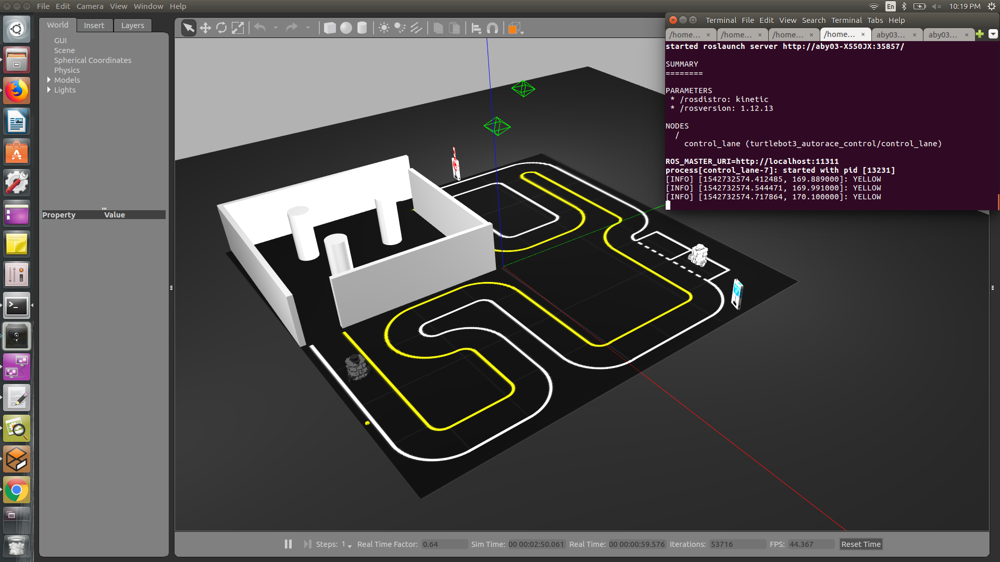 File Edit Camera View Window Help
En 10:19 PM
World Insert Layers
GUI
Scene
Spherical Coordinates
Physics
Models
Lights
Property Value
Terminal File Edit View Search Terminal Tabs Help
/home... × /home... × /home... × /home... × aby03... × aby03... ×
started roslaunch server http://aby03-X550JX:35857/
SUMMARY
========
PARAMETERS
* /rosdistro: kinetic
* /rosversion: 1.12.13
NODES
/
control_lane (turtlebot3_autorace_control/control_lane)
ROS_MASTER_URI=http://localhost:11311
process[control_lane-7]: started with pid [13231]
[INFO] [1542732574.412485, 169.889000]: YELLOW
[INFO] [1542732574.544471, 169.991000]: YELLOW
[INFO] [1542732574.717864, 170.100000]: YELLOW
Steps: 1 Real Time Factor: 0.64 Sim Time: 00 00:02:50.061 Real Time: 00 00:00:59.576 Iterations: 53716 FPS: 44.367 Reset Time